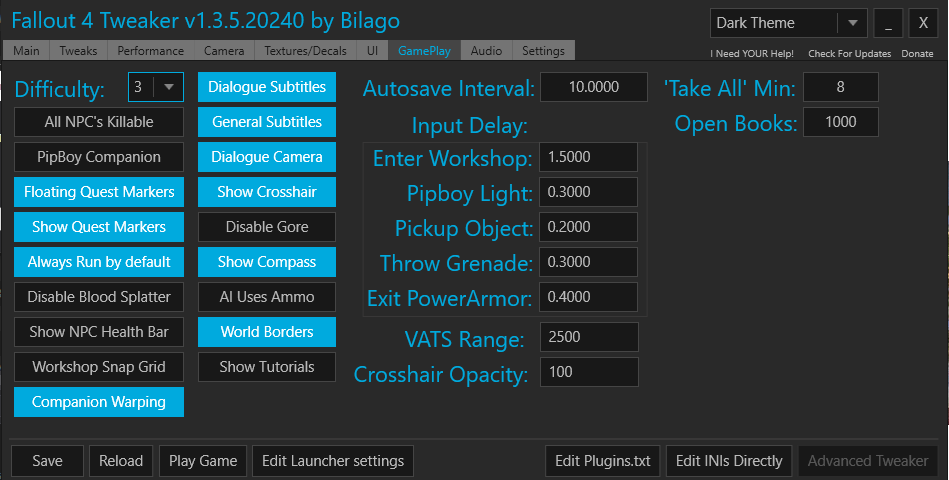 Fallout 4 Tweaker v1.3.5.20240 by Bilago
Dark Theme
_
X
I Need YOUR Help!
Check For Updates
Donate
Main
Tweaks
Performance
Camera
Textures/Decals
UI
GamePlay
Audio
Settings
Difficulty:
3
All NPC's Killable
PipBoy Companion
Floating Quest Markers
Show Quest Markers
Always Run by default
Disable Blood Splatter
Show NPC Health Bar
Workshop Snap Grid
Companion Warping
Dialogue Subtitles
General Subtitles
Dialogue Camera
Show Crosshair
Disable Gore
Show Compass
AI Uses Ammo
World Borders
Show Tutorials
Autosave Interval: 10.0000
Input Delay:
Enter Workshop: 1.5000
Pipboy Light: 0.3000
Pickup Object: 0.2000
Throw Grenade: 0.3000
Exit PowerArmor: 0.4000
VATS Range: 2500
Crosshair Opacity: 100
'Take All' Min: 8
Open Books: 1000
Save
Reload
Play Game
Edit Launcher settings
Edit Plugins.txt
Edit INIs Directly
Advanced Tweaker